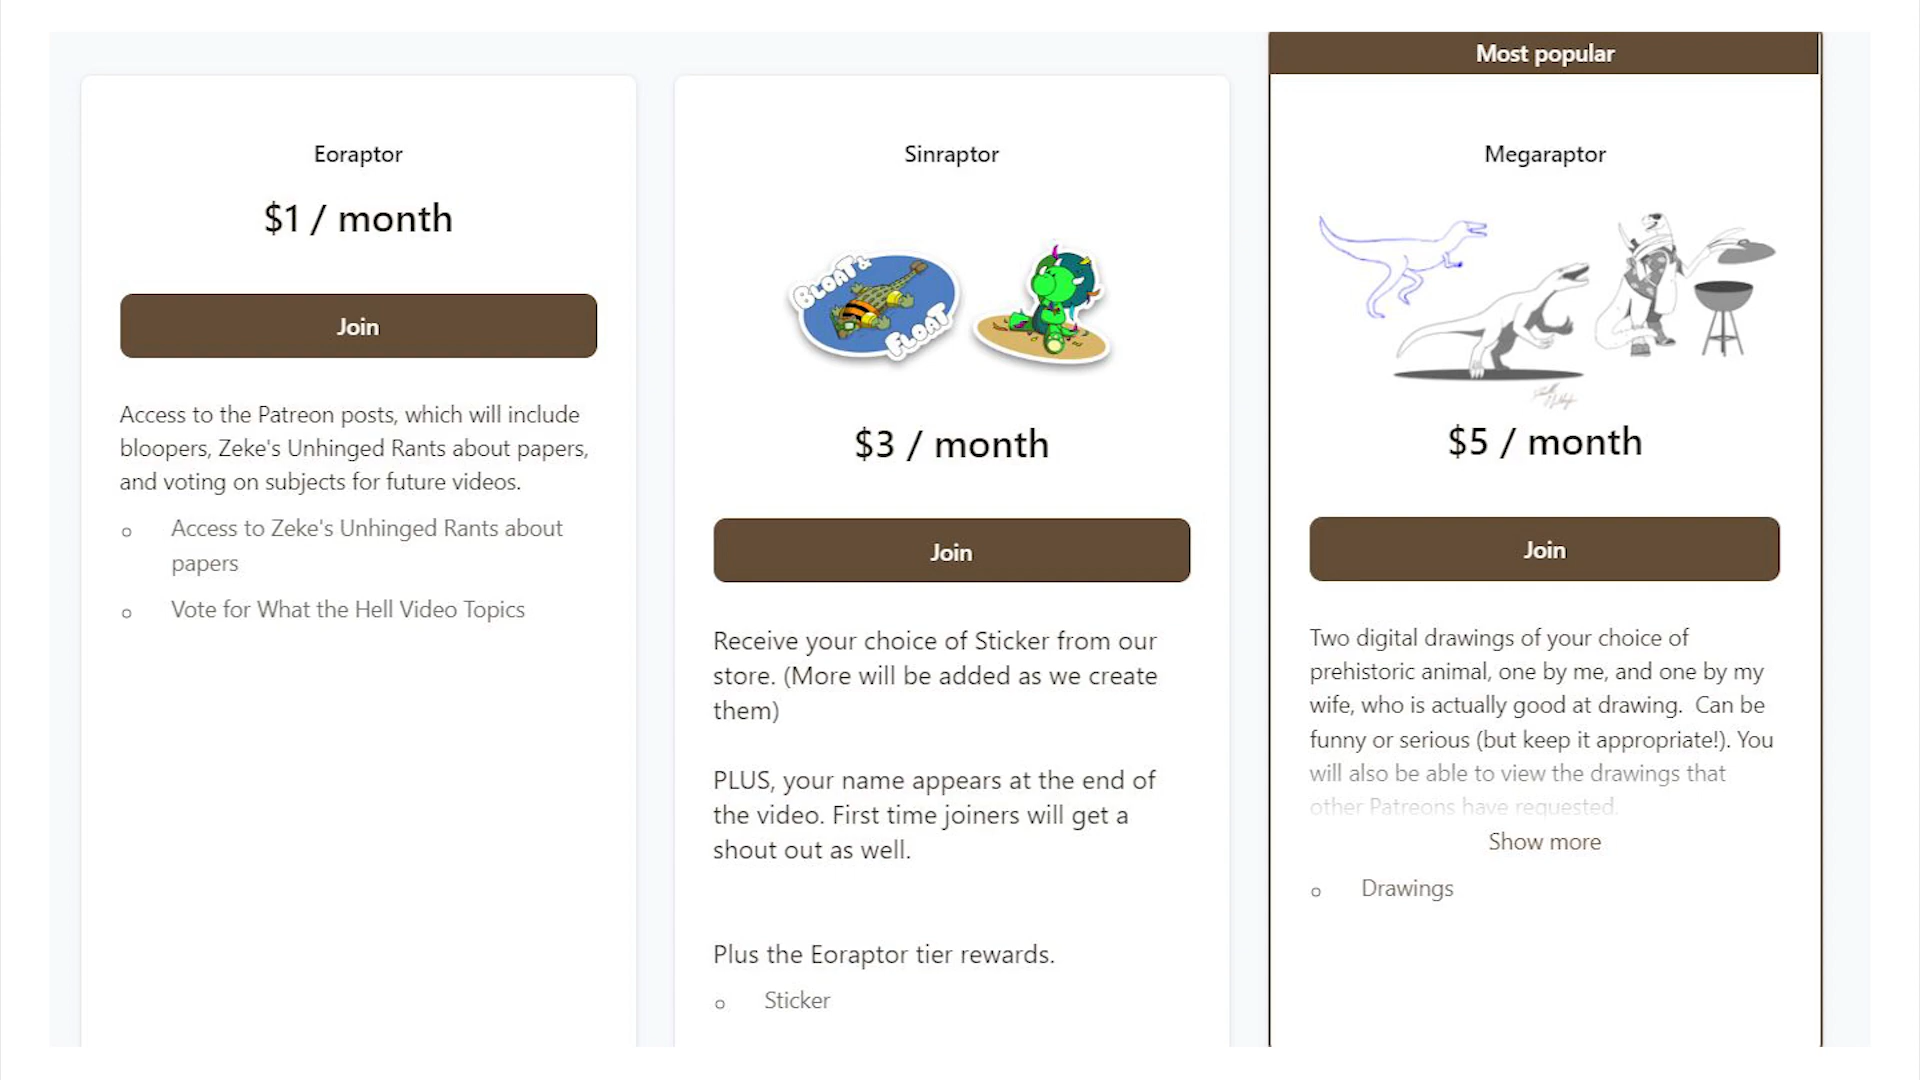 Most popular
Eoraptor
$1 / month
Join
Access to the Patreon posts, which will include
bloopers, Zeke's Unhinged Rants about papers,
and voting on subjects for future videos.
o Access to Zeke's Unhinged Rants about
papers
o Vote for What the Hell Video Topics
Sinraptor
BLOAT &
FLOAT
$3 / month
Join
Receive your choice of Sticker from our
store. (More will be added as we create
them)
PLUS, your name appears at the end of
the video. First time joiners will get a
shout out as well.
Plus the Eoraptor tier rewards.
o Sticker
Megaraptor
$5 / month
Join
Two digital drawings of your choice of
prehistoric animal, one by me, and one by my
wife, who is actually good at drawing.  Can be
funny or serious (but keep it appropriate!). You
will also be able to view the drawings that
other Patreons have requested.
Show more
o Drawings